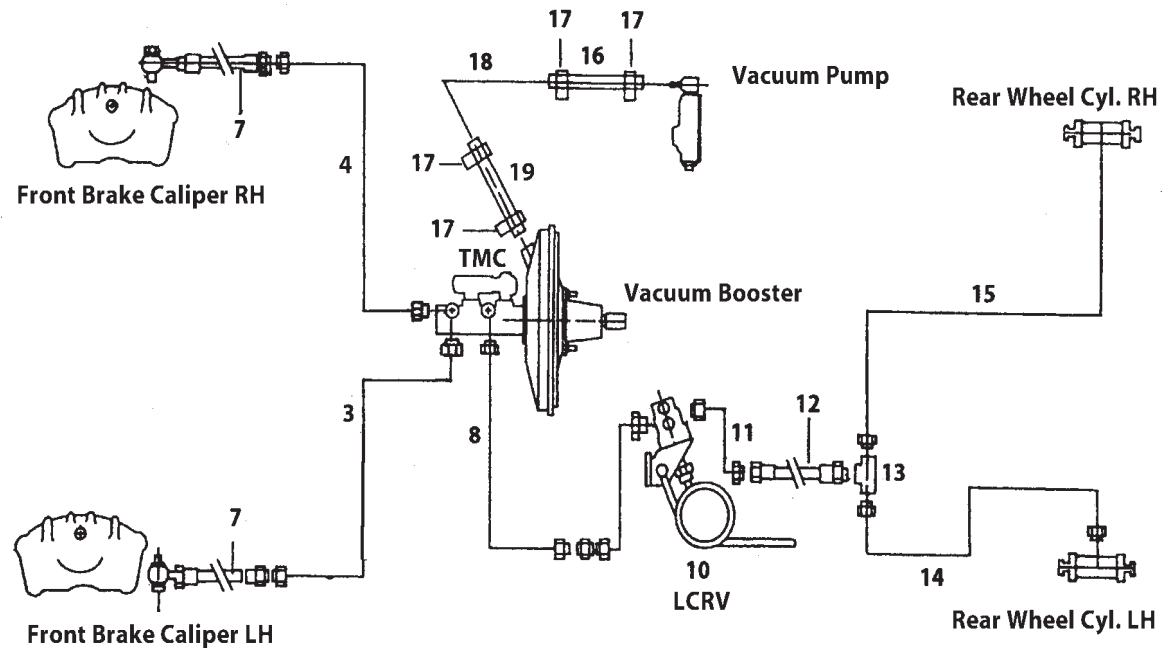 17
17
16
18
Vacuum Pump
Rear Wheel Cyl. RH
7
4
17
19
Front Brake Caliper RH
17
TMC
Vacuum Booster
15
3
8
11
12
13
7
10
14
LCRV
Rear Wheel Cyl. LH
Front Brake Caliper LH